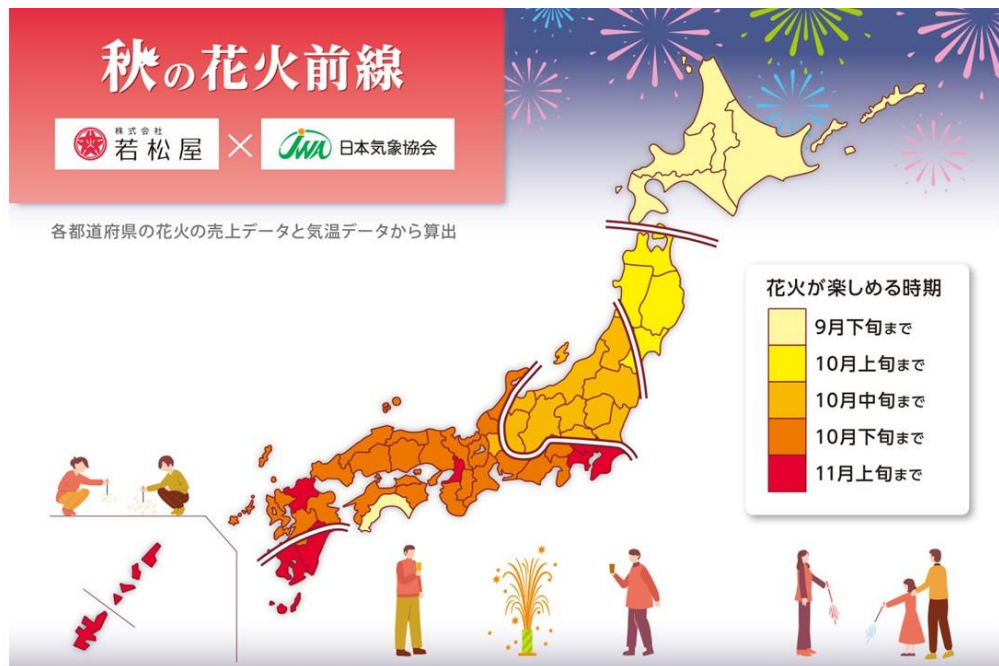 秋の花火前線
株式会社
若松屋
×
JWA
日本気象協会
各都道府県の花火の売上データと気温データから算出
花火が楽しめる時期
9月下旬まで
10月上旬まで
10月中旬まで
10月下旬まで
11月上旬まで